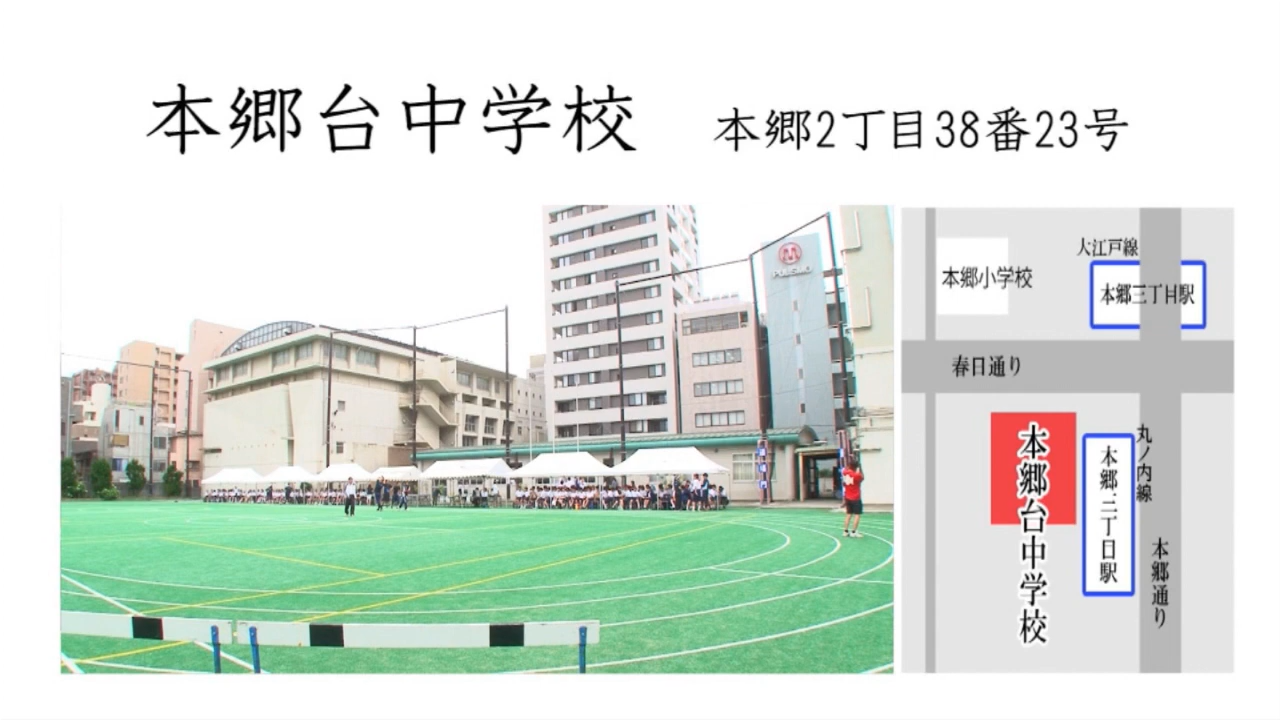 本郷台中学校 本郷2丁目38番23号
大江戸線
本郷小学校
本郷三丁目駅
春日通り
本郷台中学校
本郷三丁目駅
丸ノ内線
本郷通り